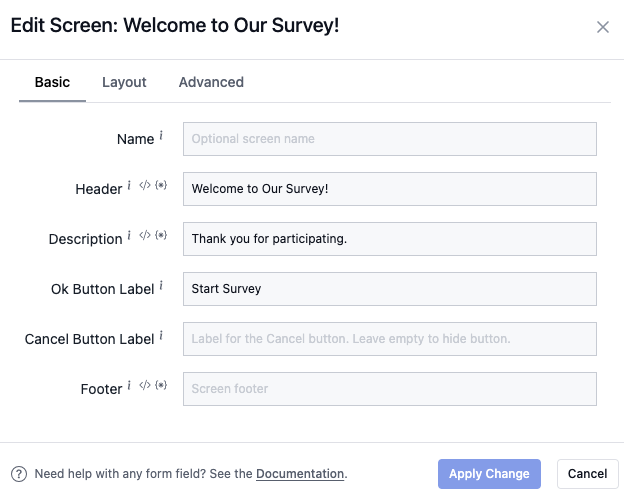 Edit Screen: Welcome to Our Survey!
Basic Layout Advanced
Name i Optional screen name
Header i </> {*} Welcome to Our Survey!
Description i </> {*} Thank you for participating.
Ok Button Label i Start Survey
Cancel Button Label i Label for the Cancel button. Leave empty to hide button.
Footer i </> {*} Screen footer
? Need help with any form field? See the Documentation. Apply Change Cancel